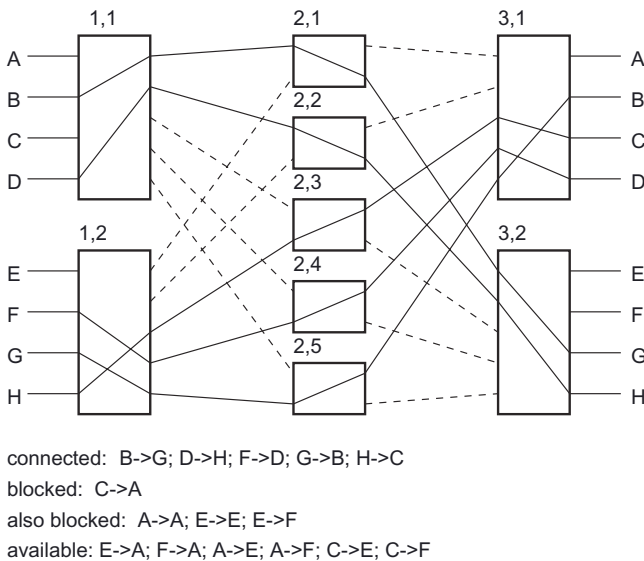 1,1 2,1 3,1
A A
B B
2,2
C C
D D
2,3
1,2 3,2
2,4
E E
F F
2,5
G G
H H
connected: B->G; D->H; F->D; G->B; H->C
blocked: C->A
also blocked: A->A; E->E; E->F
available: E->A; F->A; A->E; A->F; C->E; C->F